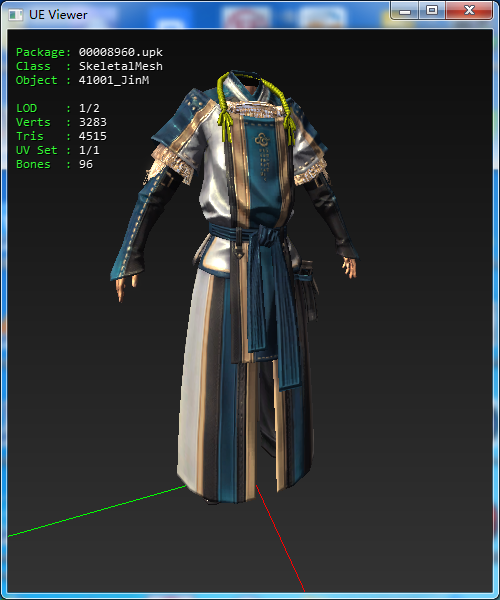 UE Viewer
Package: 00008960.upk
Class : SkeletalMesh
Object : 41001_JinM
LOD : 1/2
Verts : 3283
Tris : 4515
UV Set : 1/1
Bones : 96